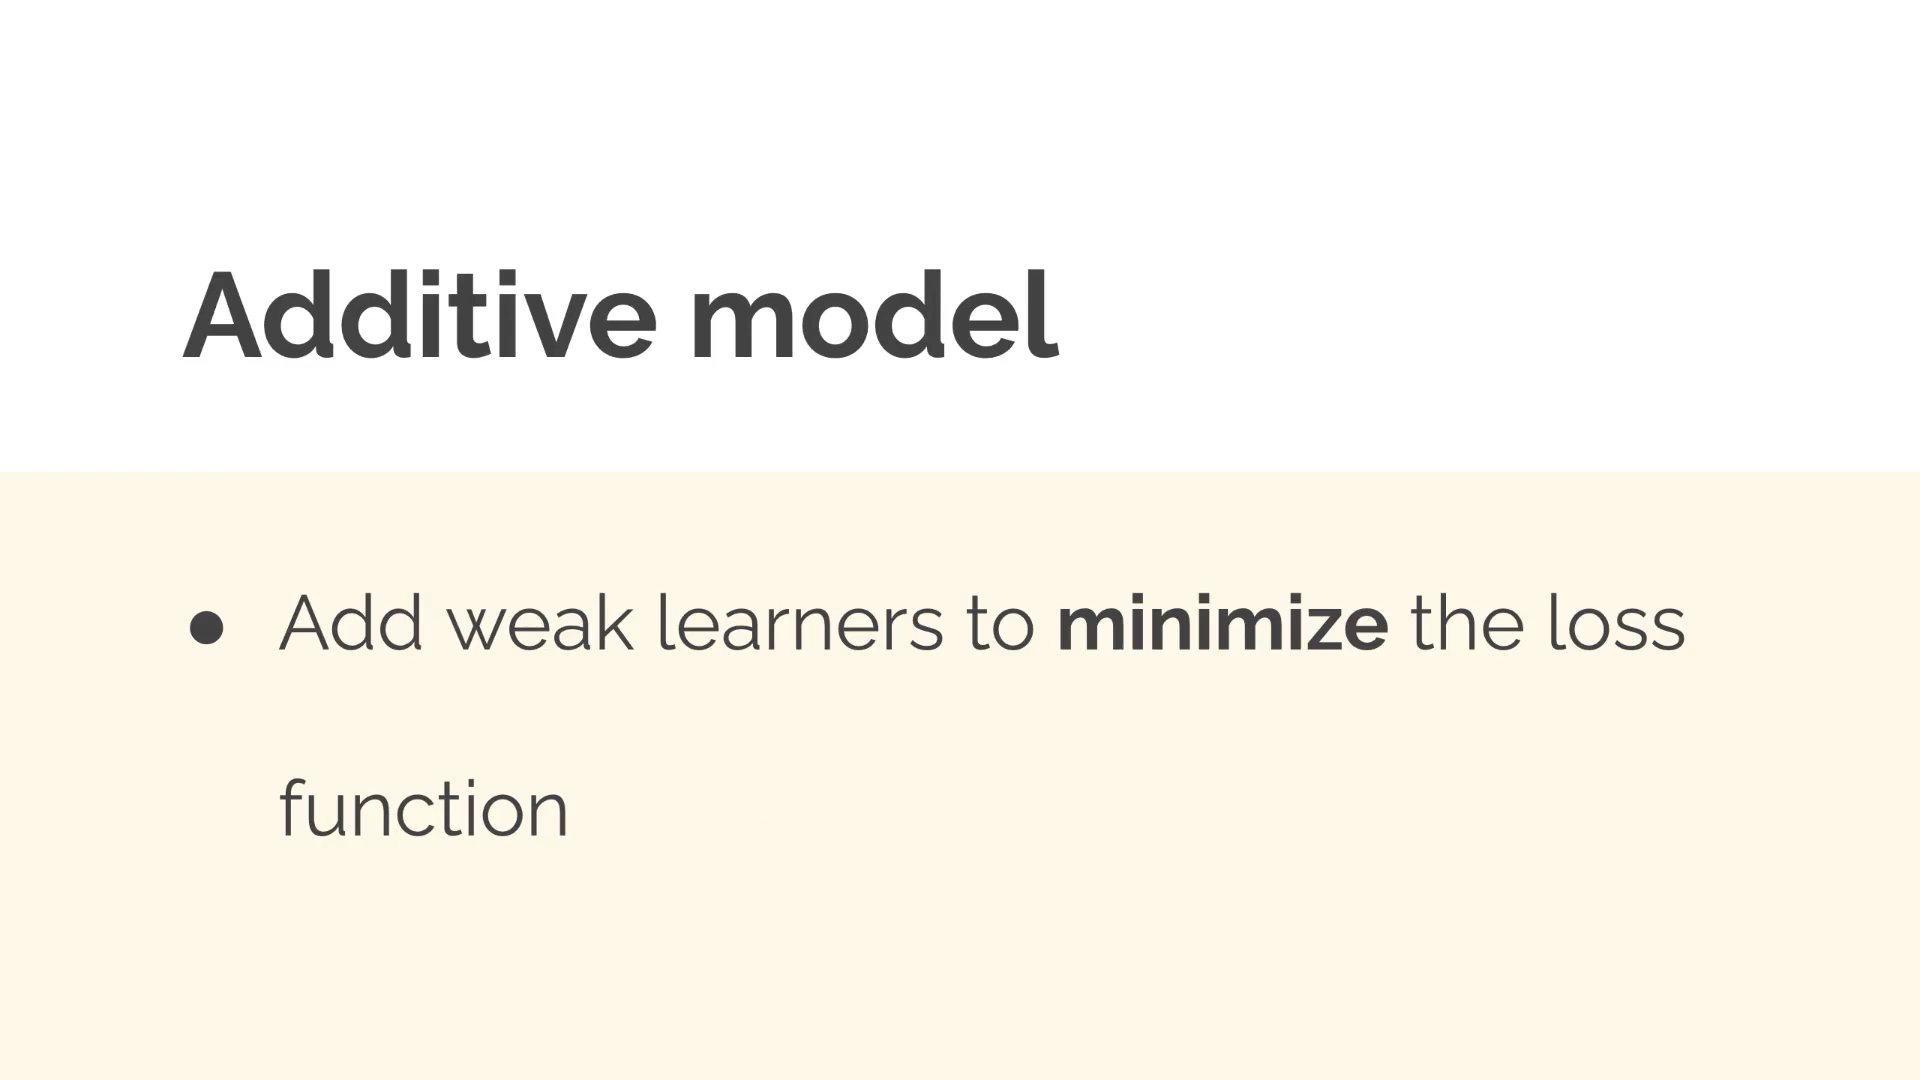 Additive model
● Add weak learners to minimize the loss
function